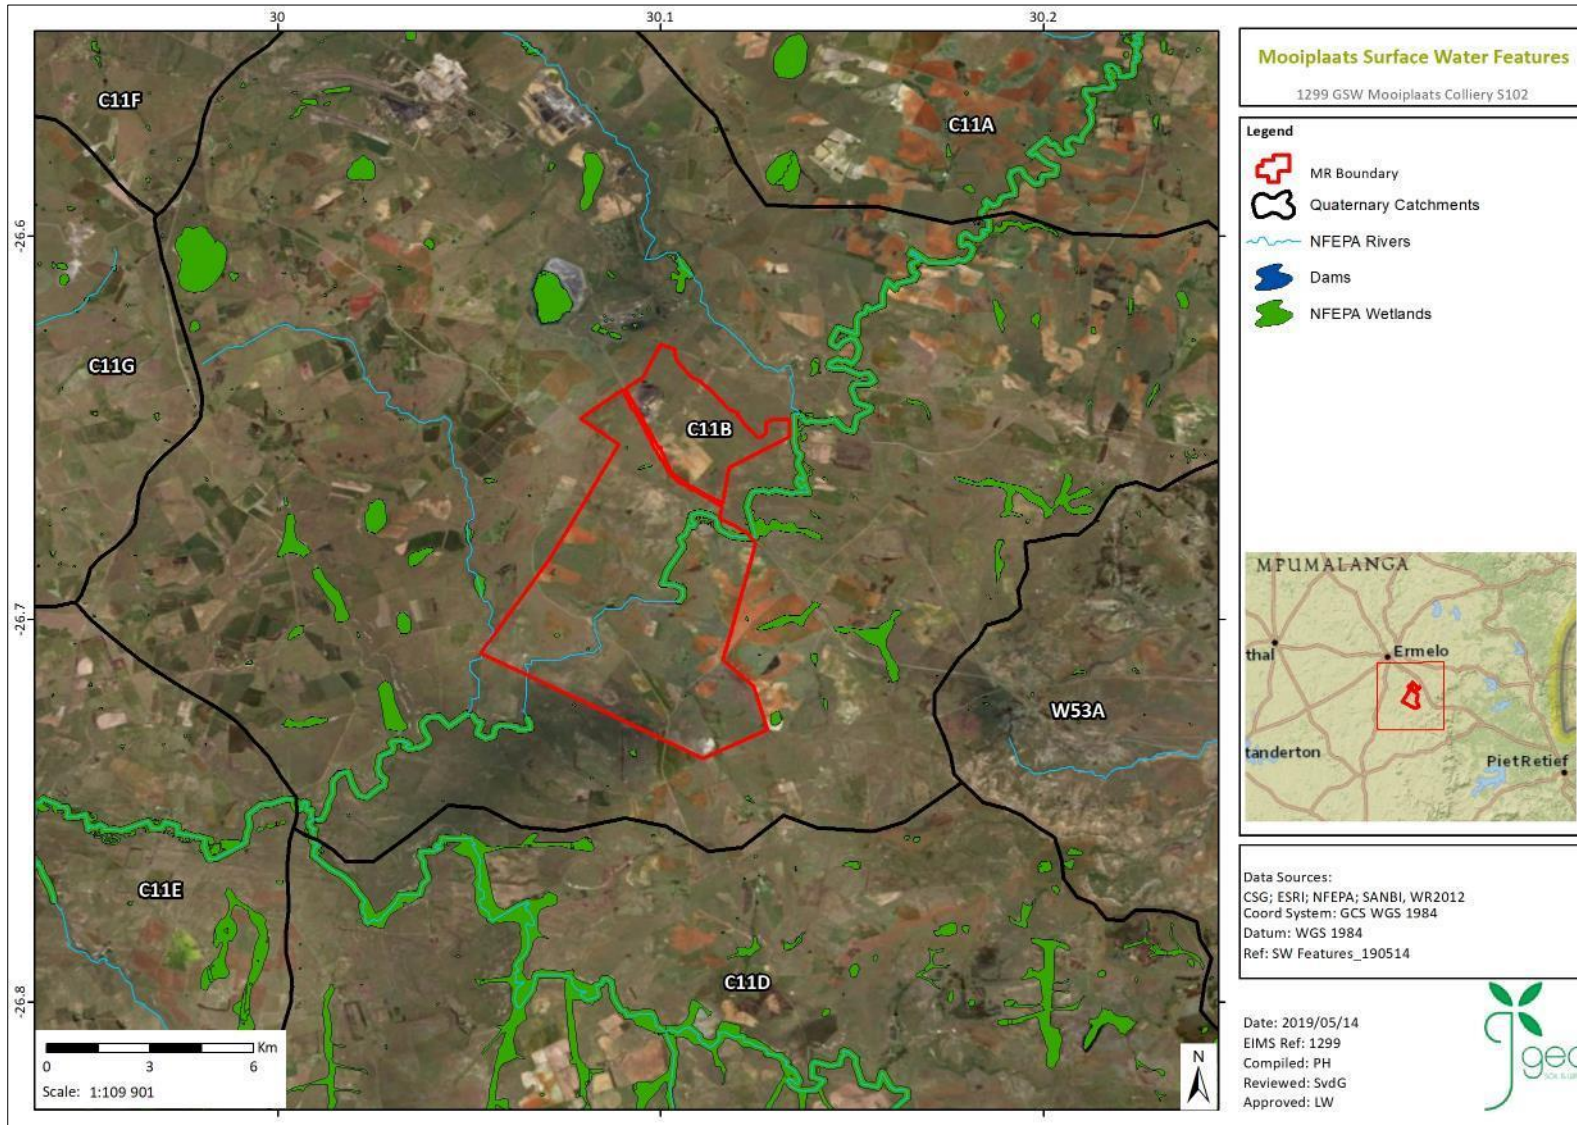 30
30.1
30.2
Mooiplaats Surface Water Features
1299 GSW Mooiplaats Colliery S102
C11F
C11A
Legend
MR Boundary
Quaternary Catchments
NFEPA Rivers
Dams
NFEPA Wetlands
-26.6
C11G
C11B
MPUMALANGA
Ermelo
thal
-26.7
W53A
tanderton
PietRetief
C11E
Data Sources:
CSG; ESRI; NFEPA; SANBI, WR2012
Coord System: GCS WGS 1984
Datum: WGS 1984
Ref: SW Features_190514
C11D
-26.8
Km
0 3 6
Scale: 1:109 901
N
Date: 2019/05/14
EIMS Ref: 1299
Compiled: PH
Reviewed: SvdG
Approved: LW